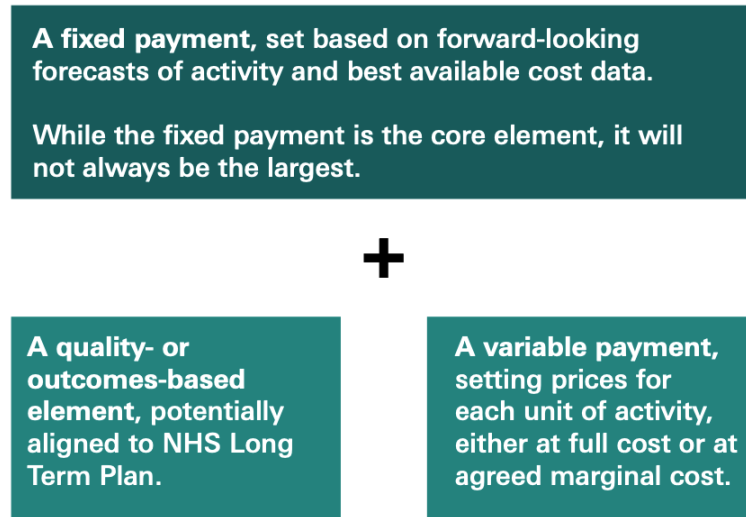 A fixed payment, set based on forward-looking
forecasts of activity and best available cost data.
While the fixed payment is the core element, it will
not always be the largest.
+
A quality- or
outcomes-based
element, potentially
aligned to NHS Long
Term Plan.
A variable payment,
setting prices for
each unit of activity,
either at full cost or at
agreed marginal cost.